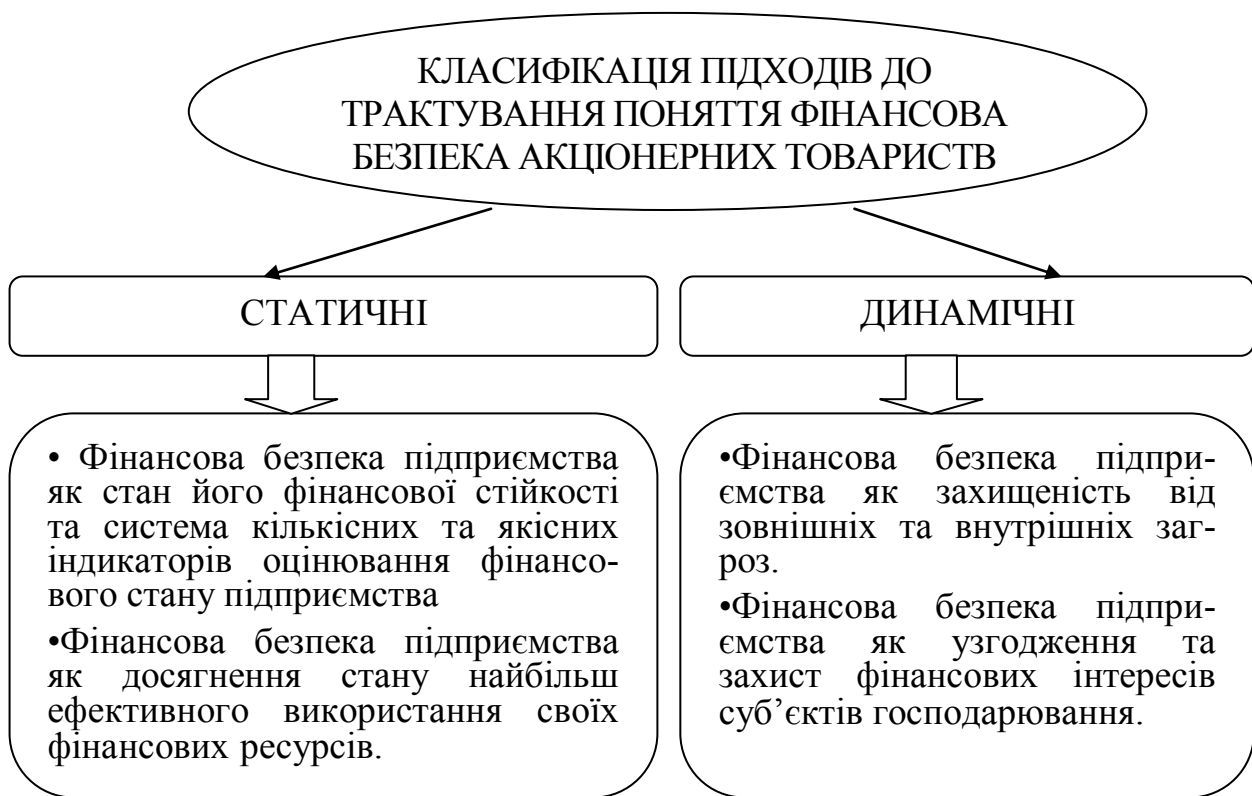 КЛАСИФІКАЦІЯ ПІДХОДІВ ДО
ТРАКТУВАННЯ ПОНЯТТЯ ФІНАНСОВА
БЕЗПЕКА АКЦІОНЕРНИХ ТОВАРИСТВ
СТАТИЧНІ
• Фінансова безпека підприємства
як стан його фінансової стійкості
та система кількісних та якісних
індикаторів оцінювання фінансо-
вого стану підприємства
•Фінансова безпека підприємства
як досягнення стану найбільш
ефективного використання своїх
фінансових ресурсів.
ДИНАМІЧНІ
•Фінансова безпека підпри-
ємства як захищеність від
зовнішніх та внутрішніх заг-
роз.
•Фінансова безпека підпри-
ємства як узгодження та
захист фінансових інтересів
суб’єктів господарювання.